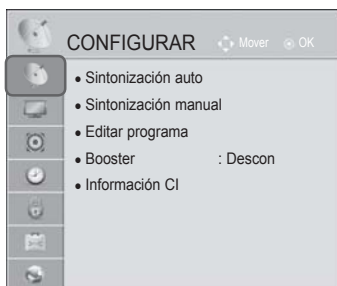 CONFIGURAR Mover OK
• Sintonización auto
• Sintonización manual
• Editar programa
• Booster : Descon
• Información CI